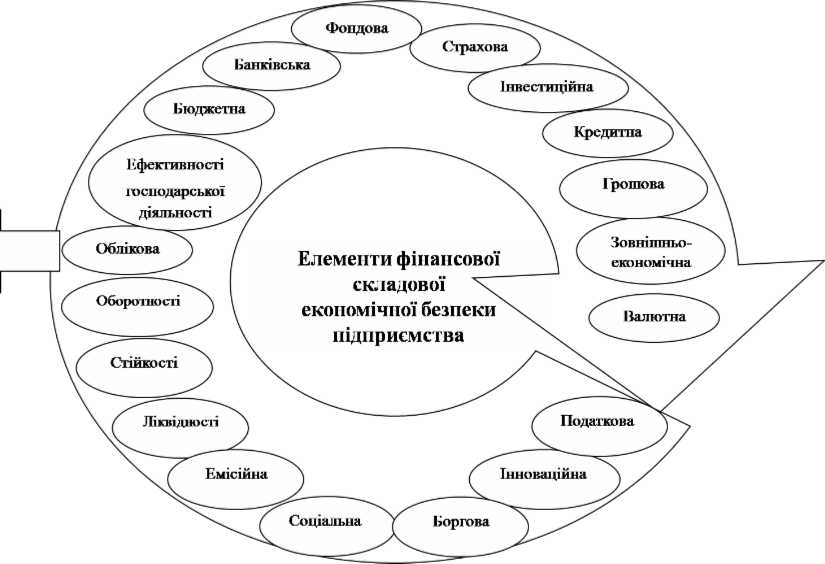 Фондова
Страхова
Банківська
Інвестиційна
Бюджетна
Кредитна
Ефективності
господарської
діяльності
Грошова
Облікова
Зовнішньо-
економічна
Елементи фінансової
складової
економічної безпеки
підприємства
Оборотності
Валютна
Стійкості
Ліквідності
Податкова
Емісійна
Інноваційна
Соціальна
Боргова